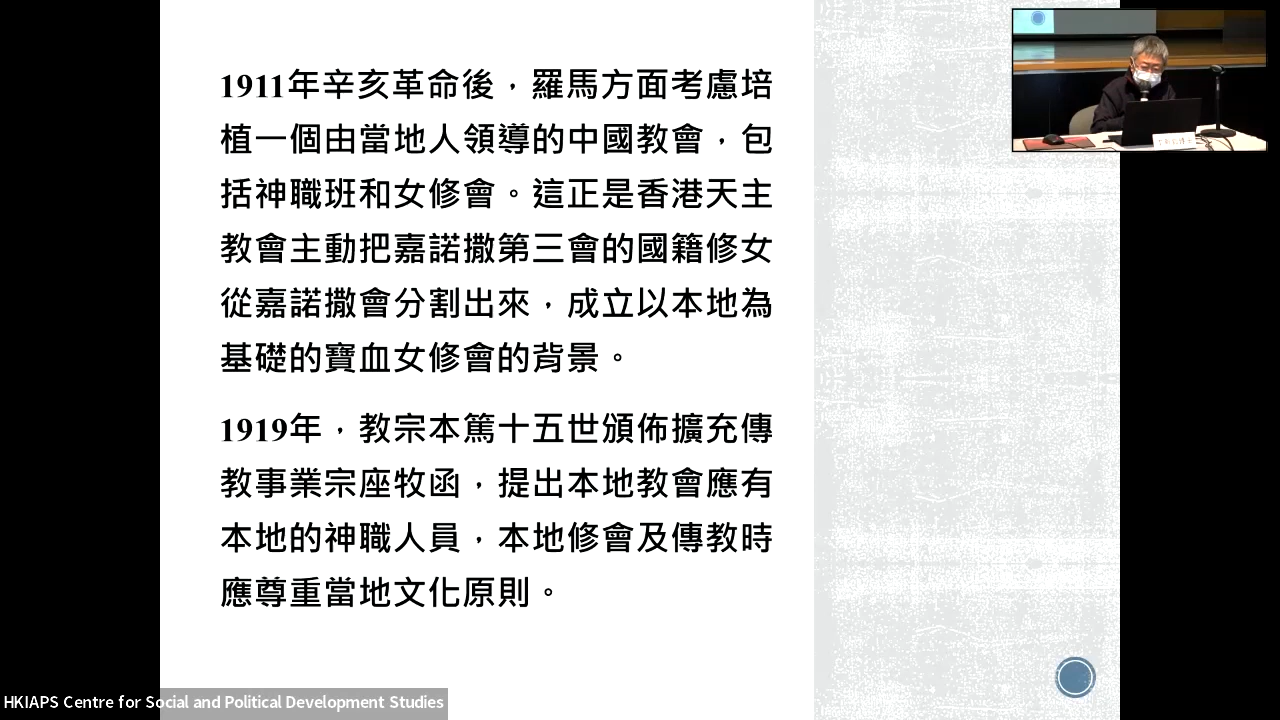 1911年辛亥革命後，羅馬方面考慮培
植一個由當地人領導的中國教會，包
括神職班和女修會。這正是香港天主
教會主動把嘉諾撒第三會的國籍修女
從嘉諾撒會分割出來，成立以本地為
基礎的寶血女修會的背景。
1919年，教宗本篤十五世頒佈擴充傳
教事業宗座牧函，提出本地教會應有
本地的神職人員，本地修會及傳教時
應尊重當地文化原則。
HKIAPS Centre for Social and Political Development Studies